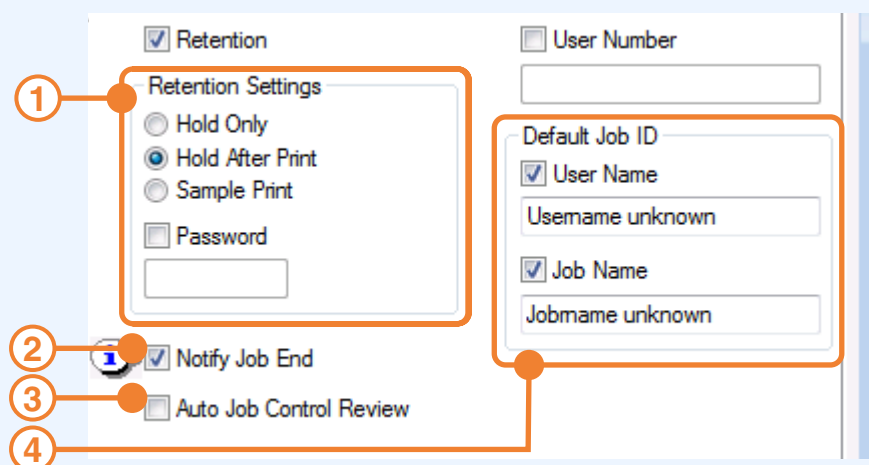 Retention
User Number
1
Retention Settings
Hold Only
Hold After Print
Sample Print
Password
Default Job ID
User Name
Username unknown
Job Name
Jobname unknown
2
i
Notify Job End
3
Auto Job Control Review
4